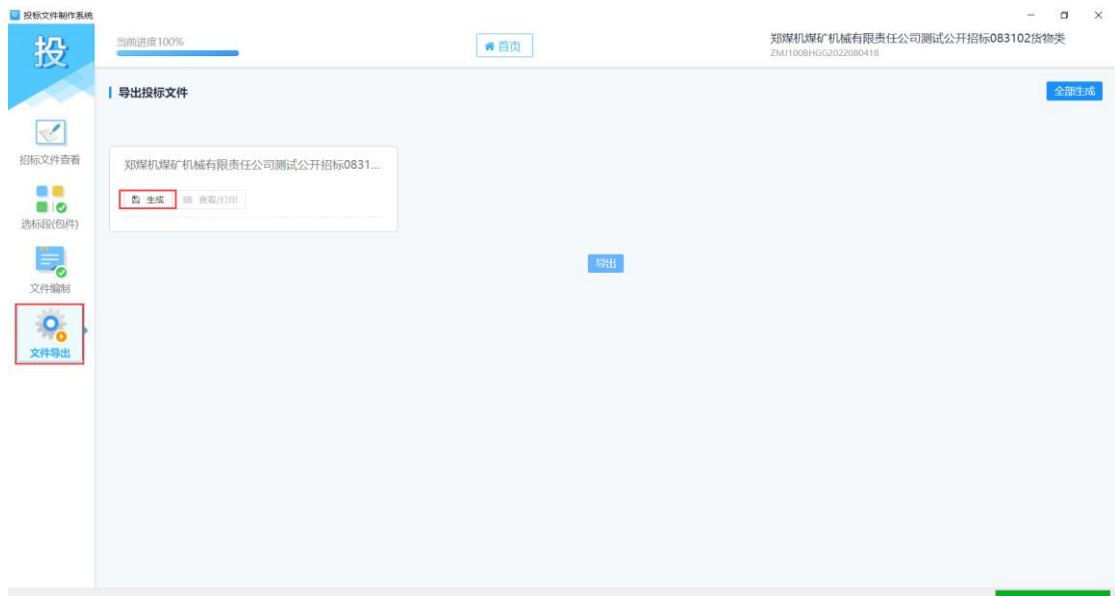 投标文件制作系统
投
当前进度100%
首页
郑煤机煤矿机械有限责任公司测试公开招标083102货物类
ZMJ100BHGG2022080418
导出投标文件
全部生成
招标文件查看
选标段(包件)
文件编制
文件导出
郑煤机煤矿机械有限责任公司测试公开招标0831...
生成
查看/打印
导出